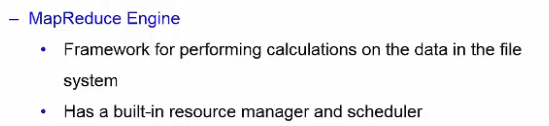 – MapReduce Engine
• Framework for performing calculations on the data in the file
system
• Has a built-in resource manager and scheduler